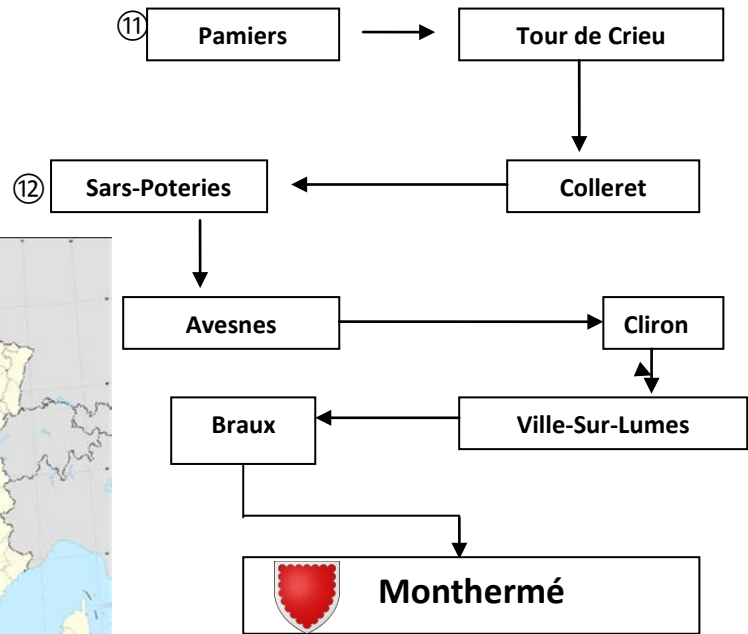 ⑪ Pamiers Tour de Crieu
⑫ Sars-Poteries Colleret
Avesnes Cliron
Braux Ville-Sur-Lumes
Monthermé